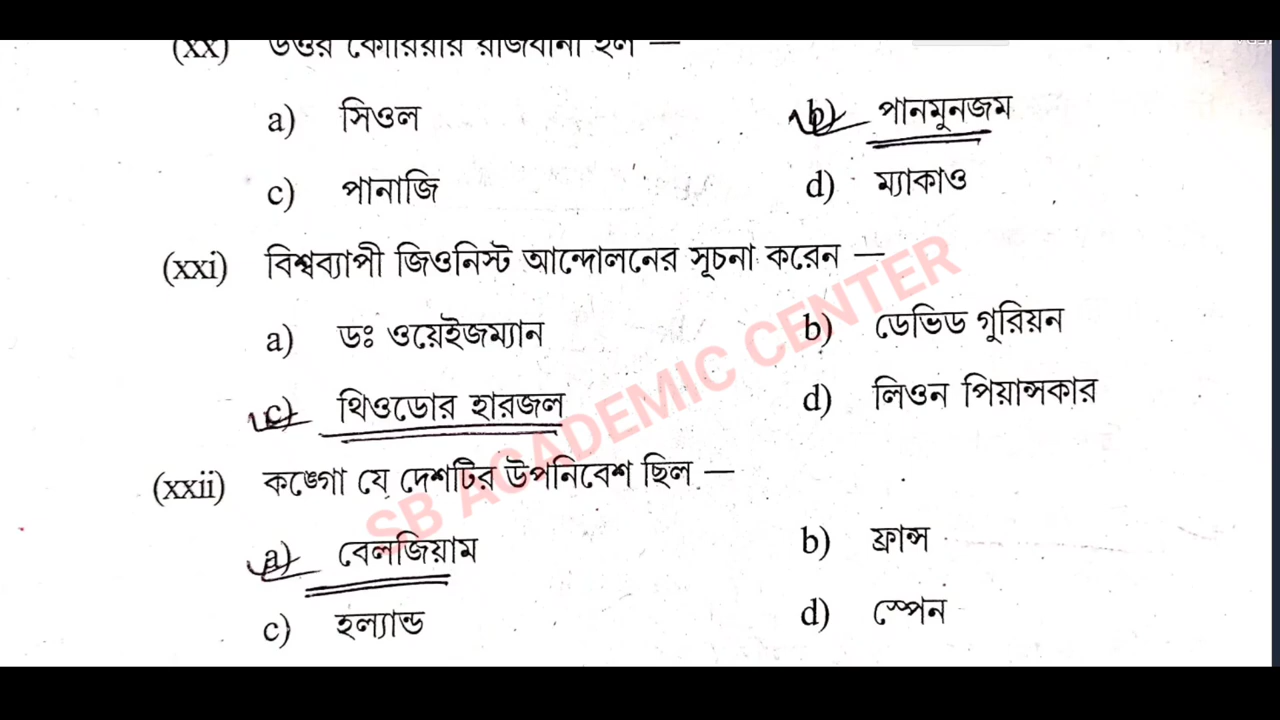 (xx) উত্তর কোরিয়ার রাজধানী হল —
a) সিওল
b) পানমুনজম
c) পানাজি
d) ম্যাকাও
(xxi) বিশ্বব্যাপী জিওনিস্ট আন্দোলনের সূচনা করেন —
a) ডঃ ওয়েইজম্যান
b) ডেভিড গুরিয়ন
c) থিওডোর হারজল
d) লিওন পিয়ান্সকার
(xxii) কঙ্গো যে দেশটির উপনিবেশ ছিল —
a) বেলজিয়াম
b) ফ্রান্স
c) হল্যান্ড
d) স্পেন
SB ACADEMIC CENTER